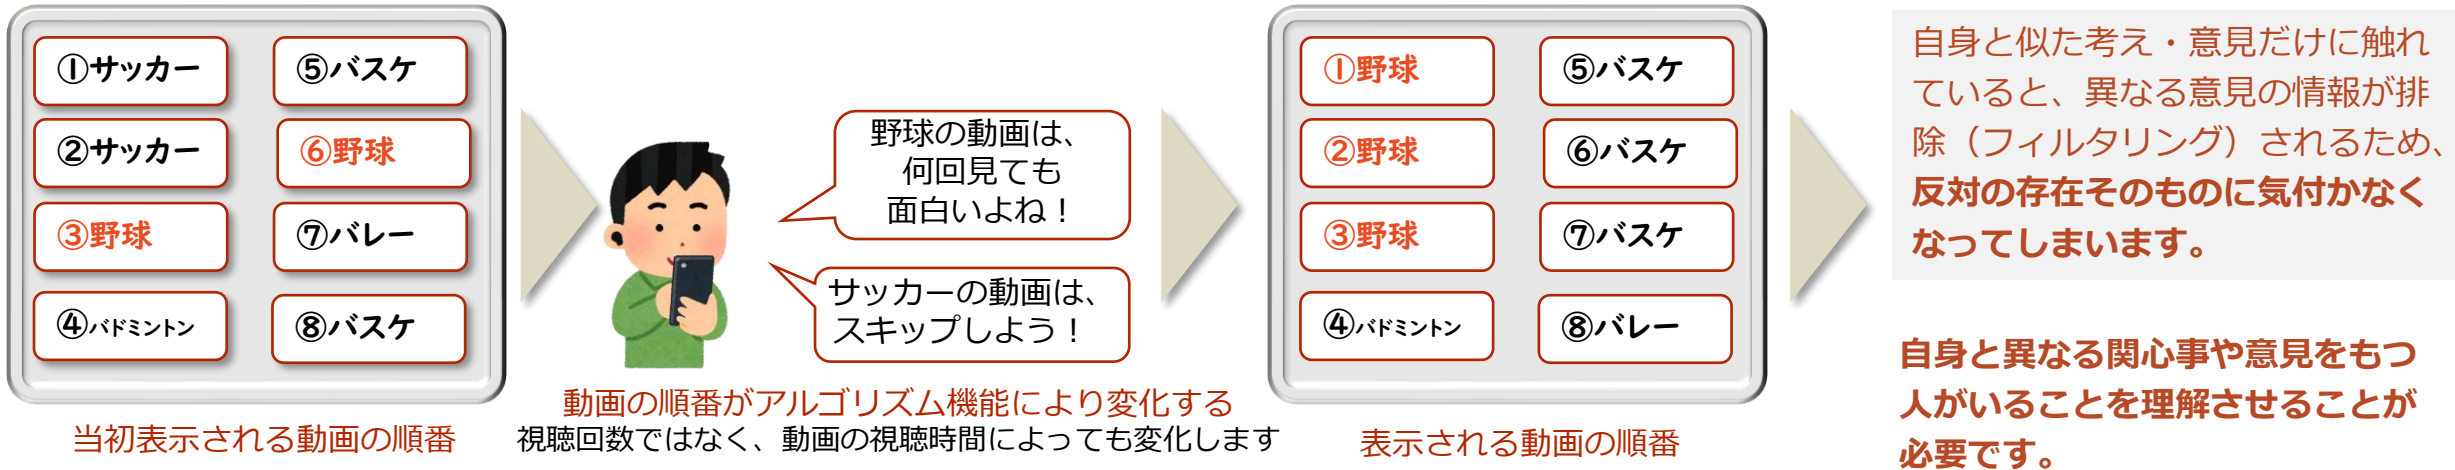 ①サッカー
②サッカー
③野球
④バドミントン
⑤バスケ
⑥野球
⑦バレー
⑧バスケ
当初表示される動画の順番
野球の動画は、
何回見ても
面白いよね！
サッカーの動画は、
スキップしよう！
動画の順番がアルゴリズム機能により変化する
視聴回数ではなく、動画の視聴時間によっても変化します
①野球
②野球
③野球
④バドミントン
⑤バスケ
⑥バスケ
⑦バスケ
⑧バレー
表示される動画の順番
自身と似た考え・意見だけに触れ
ていると、異なる意見の情報が排
除（フィルタリング）されるため、
反対の存在そのものに気付かなく
なってしまいます。
自身と異なる関心事や意見をもつ
人がいることを理解させることが
必要です。